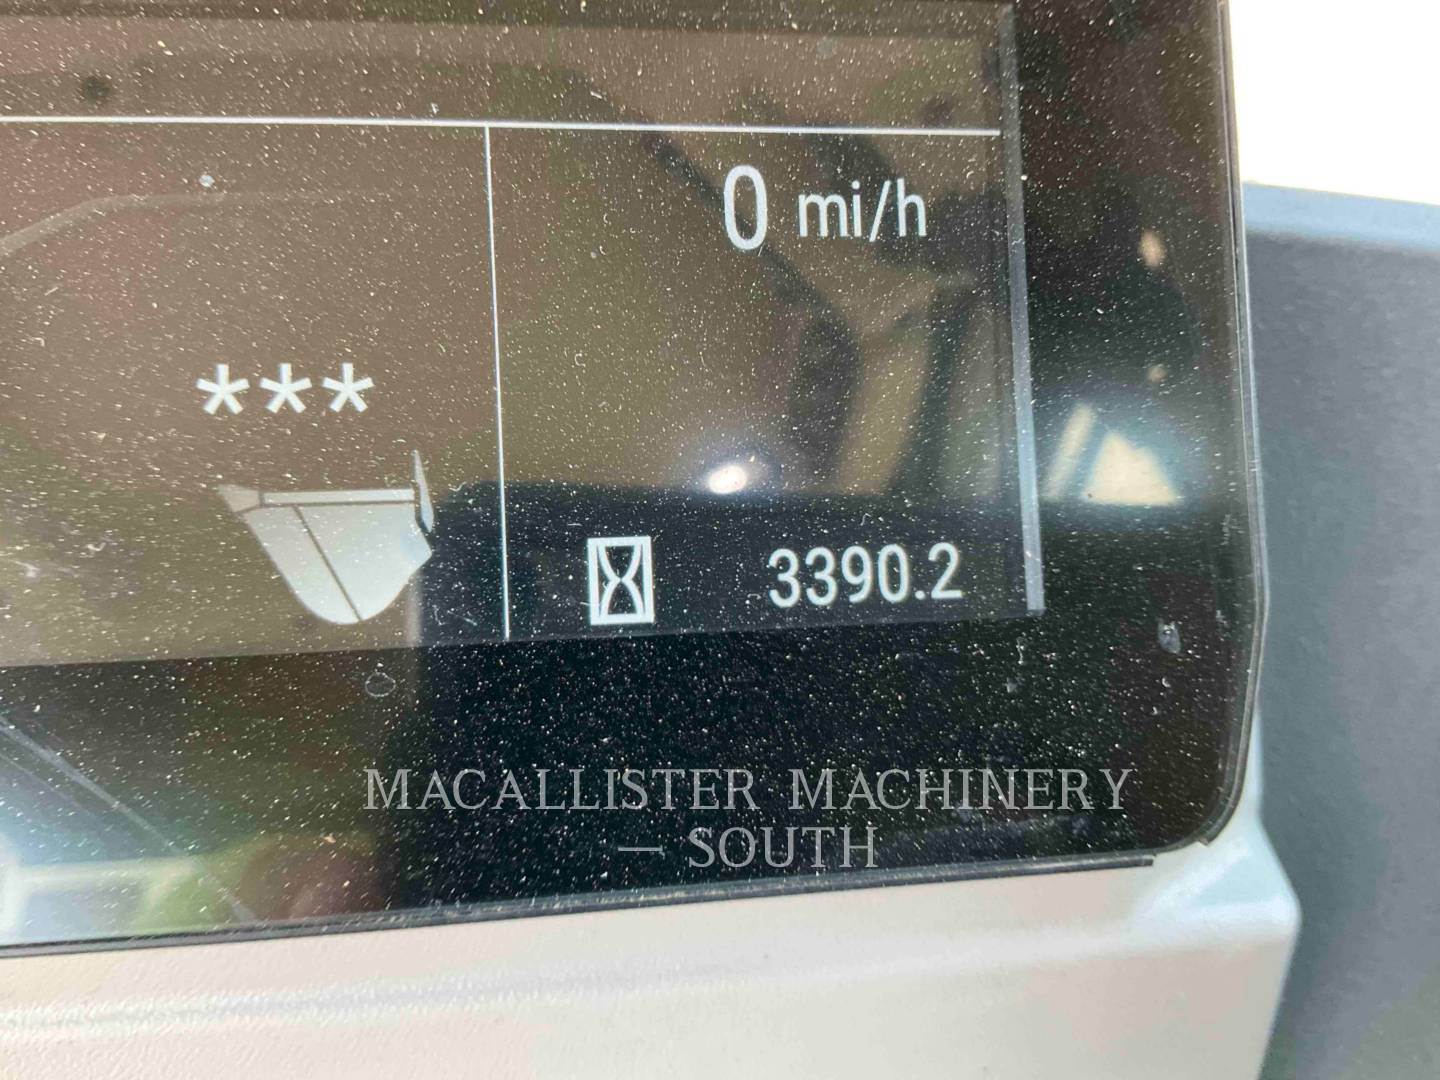 0 mi/h
***
3390.2
MACALLISTER MACHINERY
— SOUTH